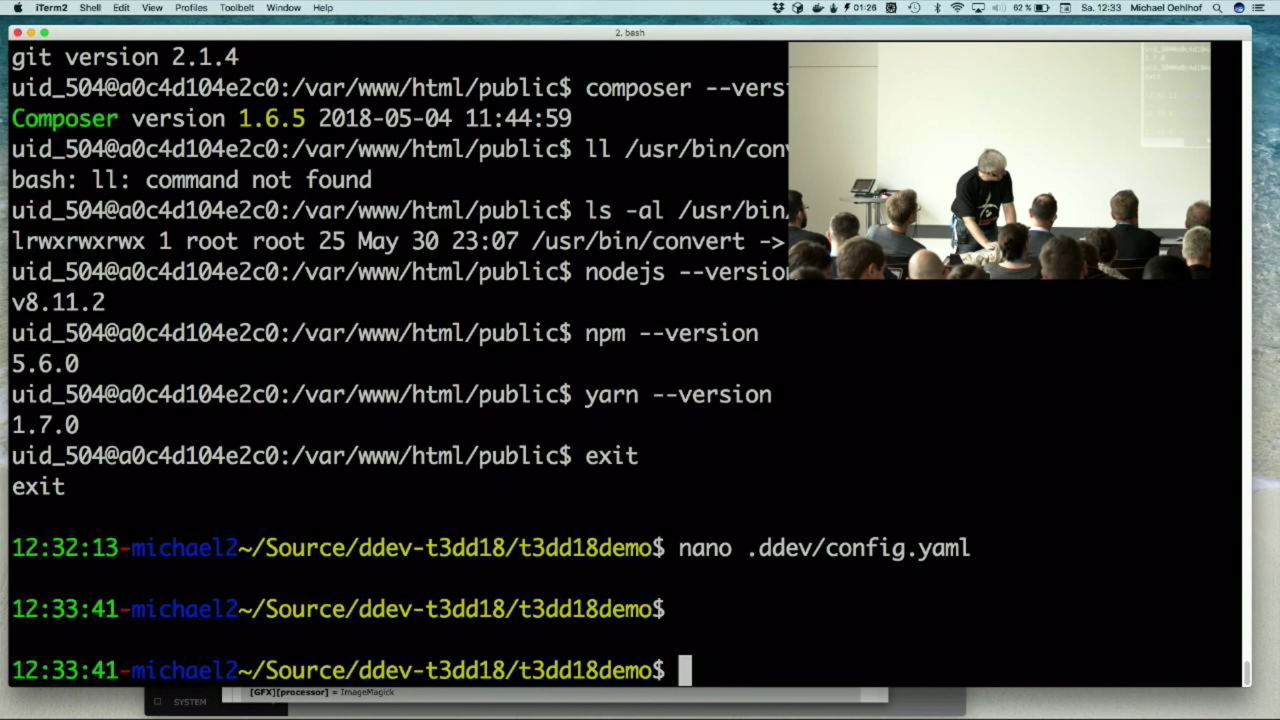 iTerm2 Shell Edit View Profiles Toolbelt Window Help
01:26 62 % Sa. 12:33 Michael Oehlhof
2. bash
git version 2.1.4
uid_504@a0c4d104e2c0:/var/www/html/public$ composer --versi
Composer version 1.6.5 2018-05-04 11:44:59
uid_504@a0c4d104e2c0:/var/www/html/public$ ll /usr/bin/conv
bash: ll: command not found
uid_504@a0c4d104e2c0:/var/www/html/public$ ls -al /usr/bin/
lrwxrwxrwx 1 root root 25 May 30 23:07 /usr/bin/convert ->
uid_504@a0c4d104e2c0:/var/www/html/public$ nodejs --version
v8.11.2
uid_504@a0c4d104e2c0:/var/www/html/public$ npm --version
5.6.0
uid_504@a0c4d104e2c0:/var/www/html/public$ yarn --version
1.7.0
uid_504@a0c4d104e2c0:/var/www/html/public$ exit
exit
12:32:13-michael2~/Source/ddev-t3dd18/t3dd18demo$ nano .ddev/config.yaml
12:33:41-michael2~/Source/ddev-t3dd18/t3dd18demo$
12:33:41-michael2~/Source/ddev-t3dd18/t3dd18demo$
SYSTEM
[GFX][processor] = ImageMagick